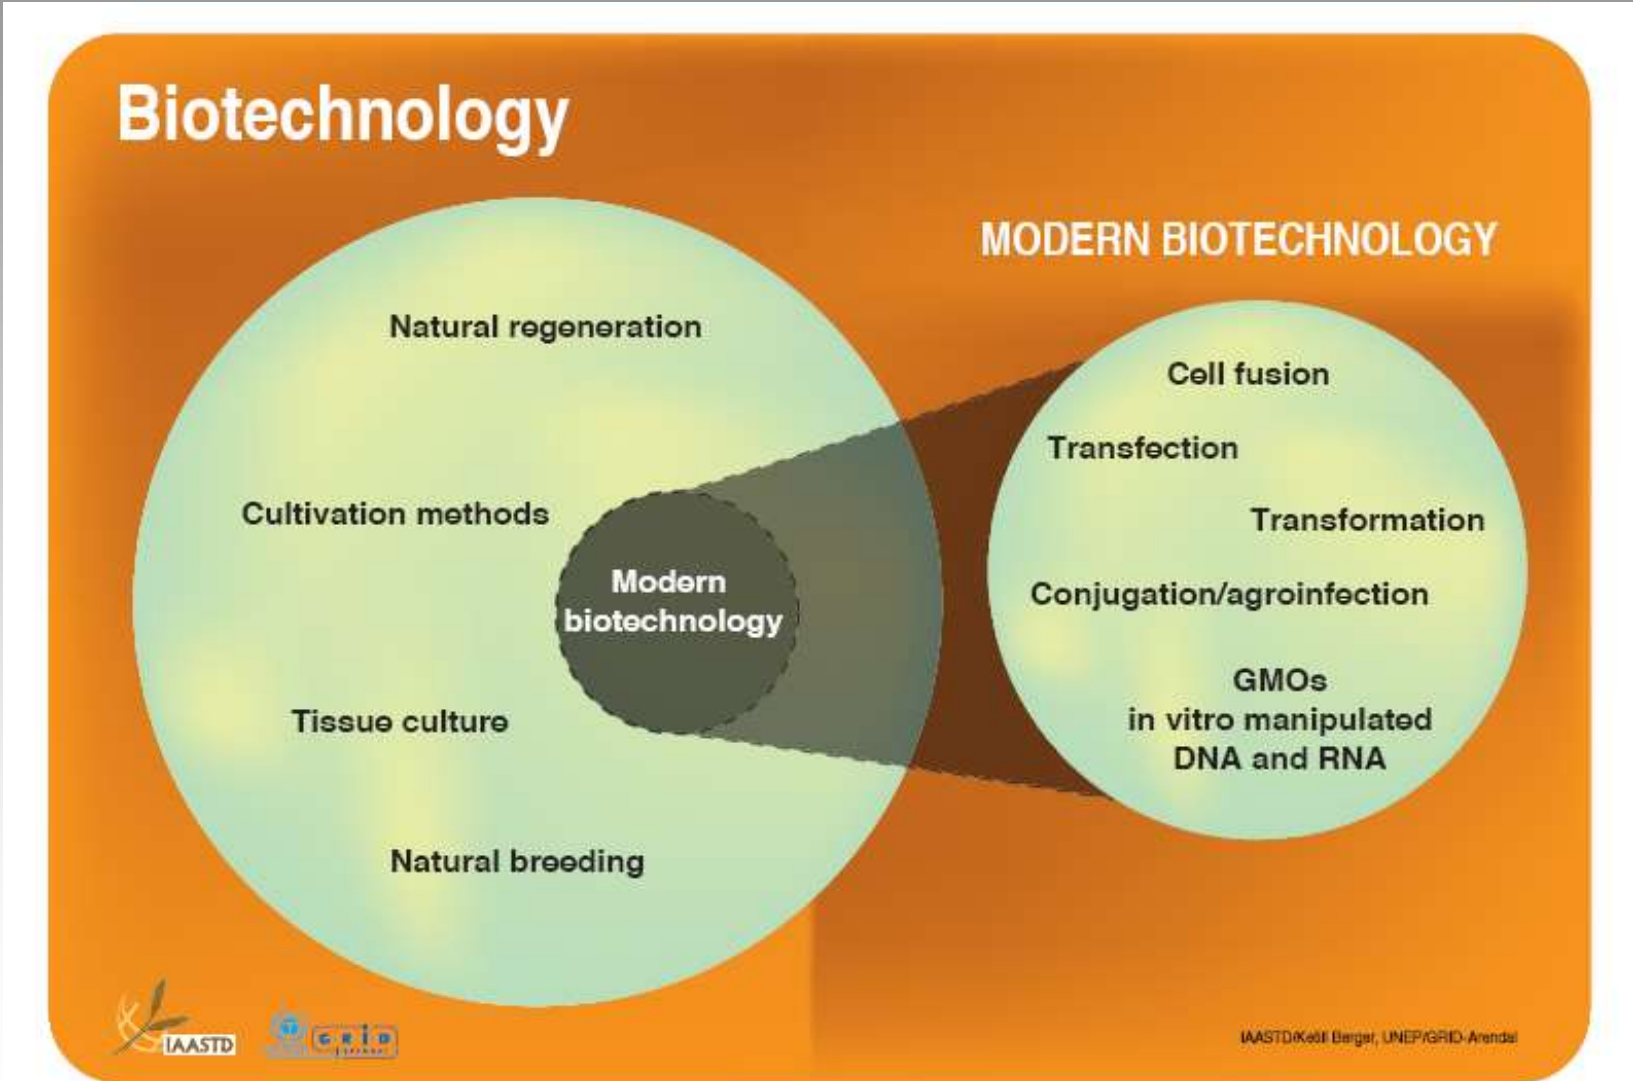 Biotechnology
MODERN BIOTECHNOLOGY
Natural regeneration
Cultivation methods
Modern
biotechnology
Tissue culture
Natural breeding
Cell fusion
Transfection
Transformation
Conjugation/agroinfection
GMOs
in vitro manipulated
DNA and RNA
IAASTD
GRID
IAASTD/Ketill Berger, UNEP/GRID-Arendal